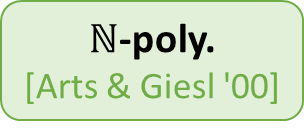 ℕ-poly.
[Arts & Giesl '00]